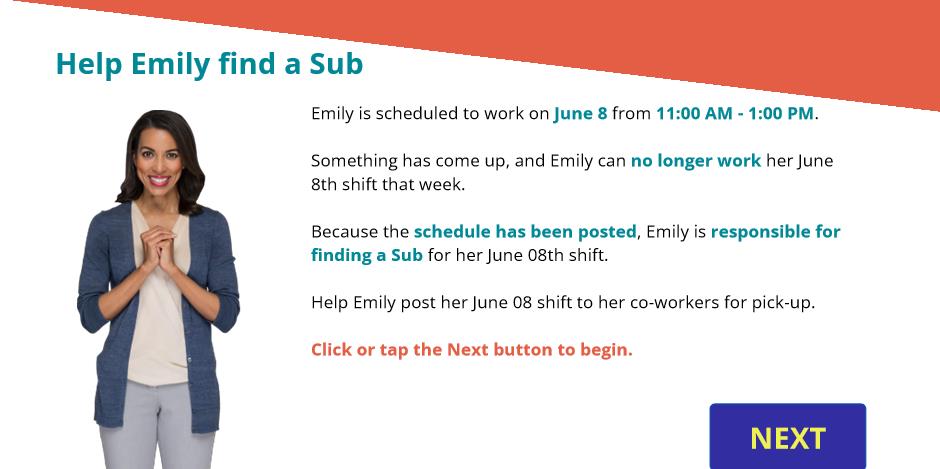 Help Emily find a Sub
Emily is scheduled to work on June 8 from 11:00 AM - 1:00 PM.
Something has come up, and Emily can no longer work her June
8th shift that week.
Because the schedule has been posted, Emily is responsible for
finding a Sub for her June 08th shift.
Help Emily post her June 08 shift to her co-workers for pick-up.
Click or tap the Next button to begin.
NEXT